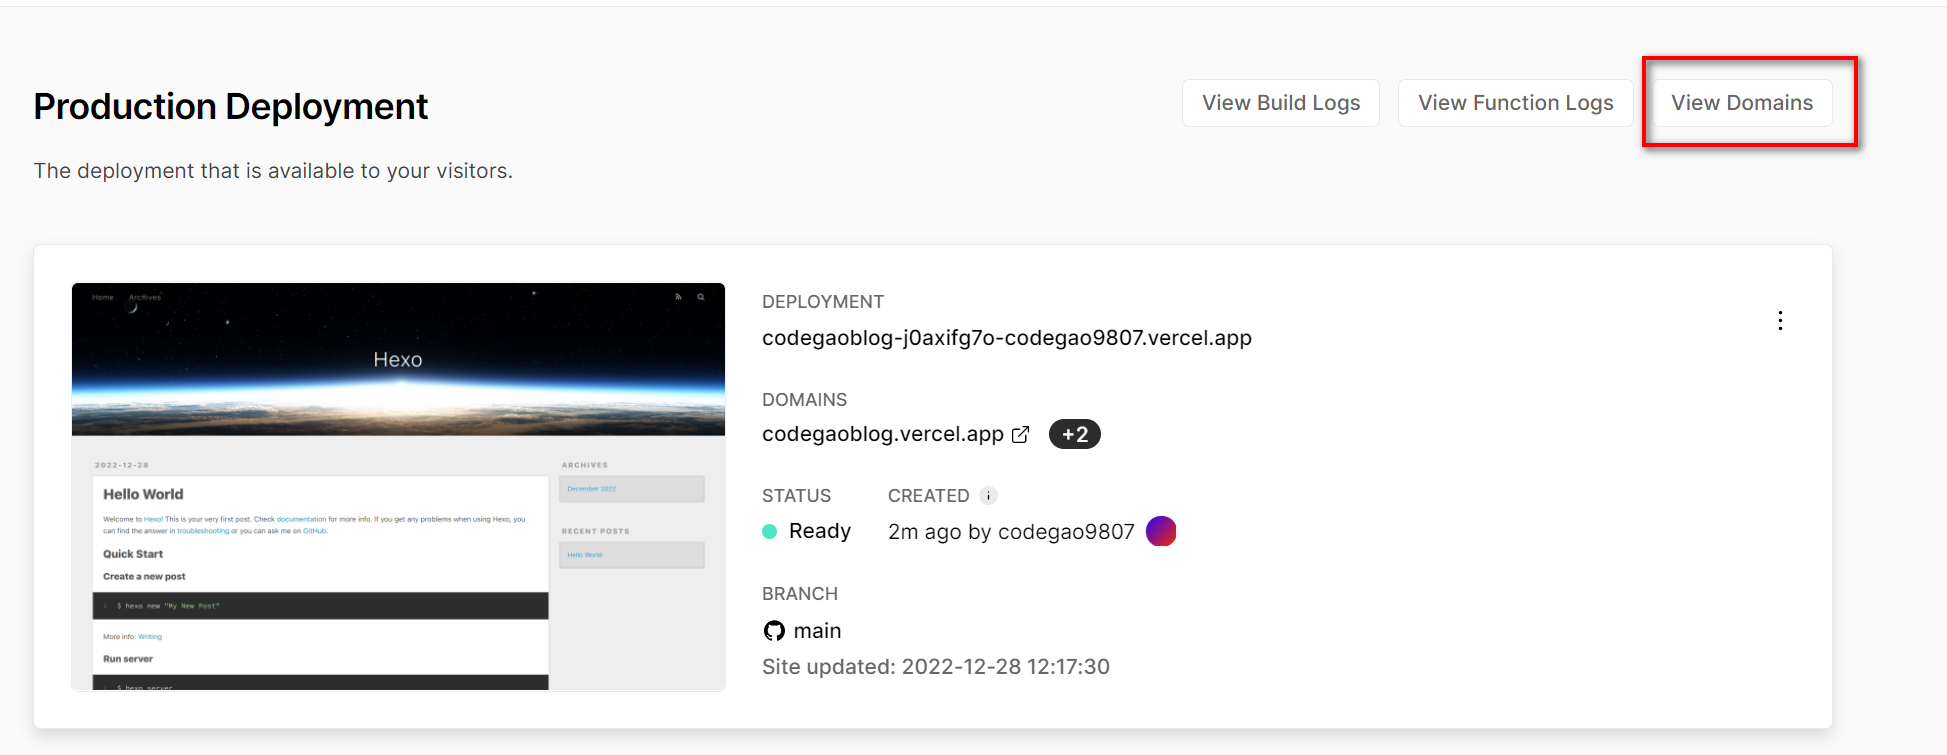 Production Deployment
View Build Logs
View Function Logs
View Domains
The deployment that is available to your visitors.
Home
Archives
Hexo
2022-12-28
Hello World
Welcome to Hexo! This is your very first post. Check documentation for more info. If you get any problems when using Hexo, you
can find the answer in troubleshooting or you can ask me on GitHub.
Quick Start
Create a new post
1 $ hexo new "My New Post"
More info: Writing
Run server
1 $ hexo server
ARCHIVES
December 2022
RECENT POSTS
Hello World
DEPLOYMENT
codegaoblog-j0axifg7o-codegao9807.vercel.app
DOMAINS
codegaoblog.vercel.app +2
STATUS
Ready
CREATED i
2m ago by codegao9807
BRANCH
main
Site updated: 2022-12-28 12:17:30